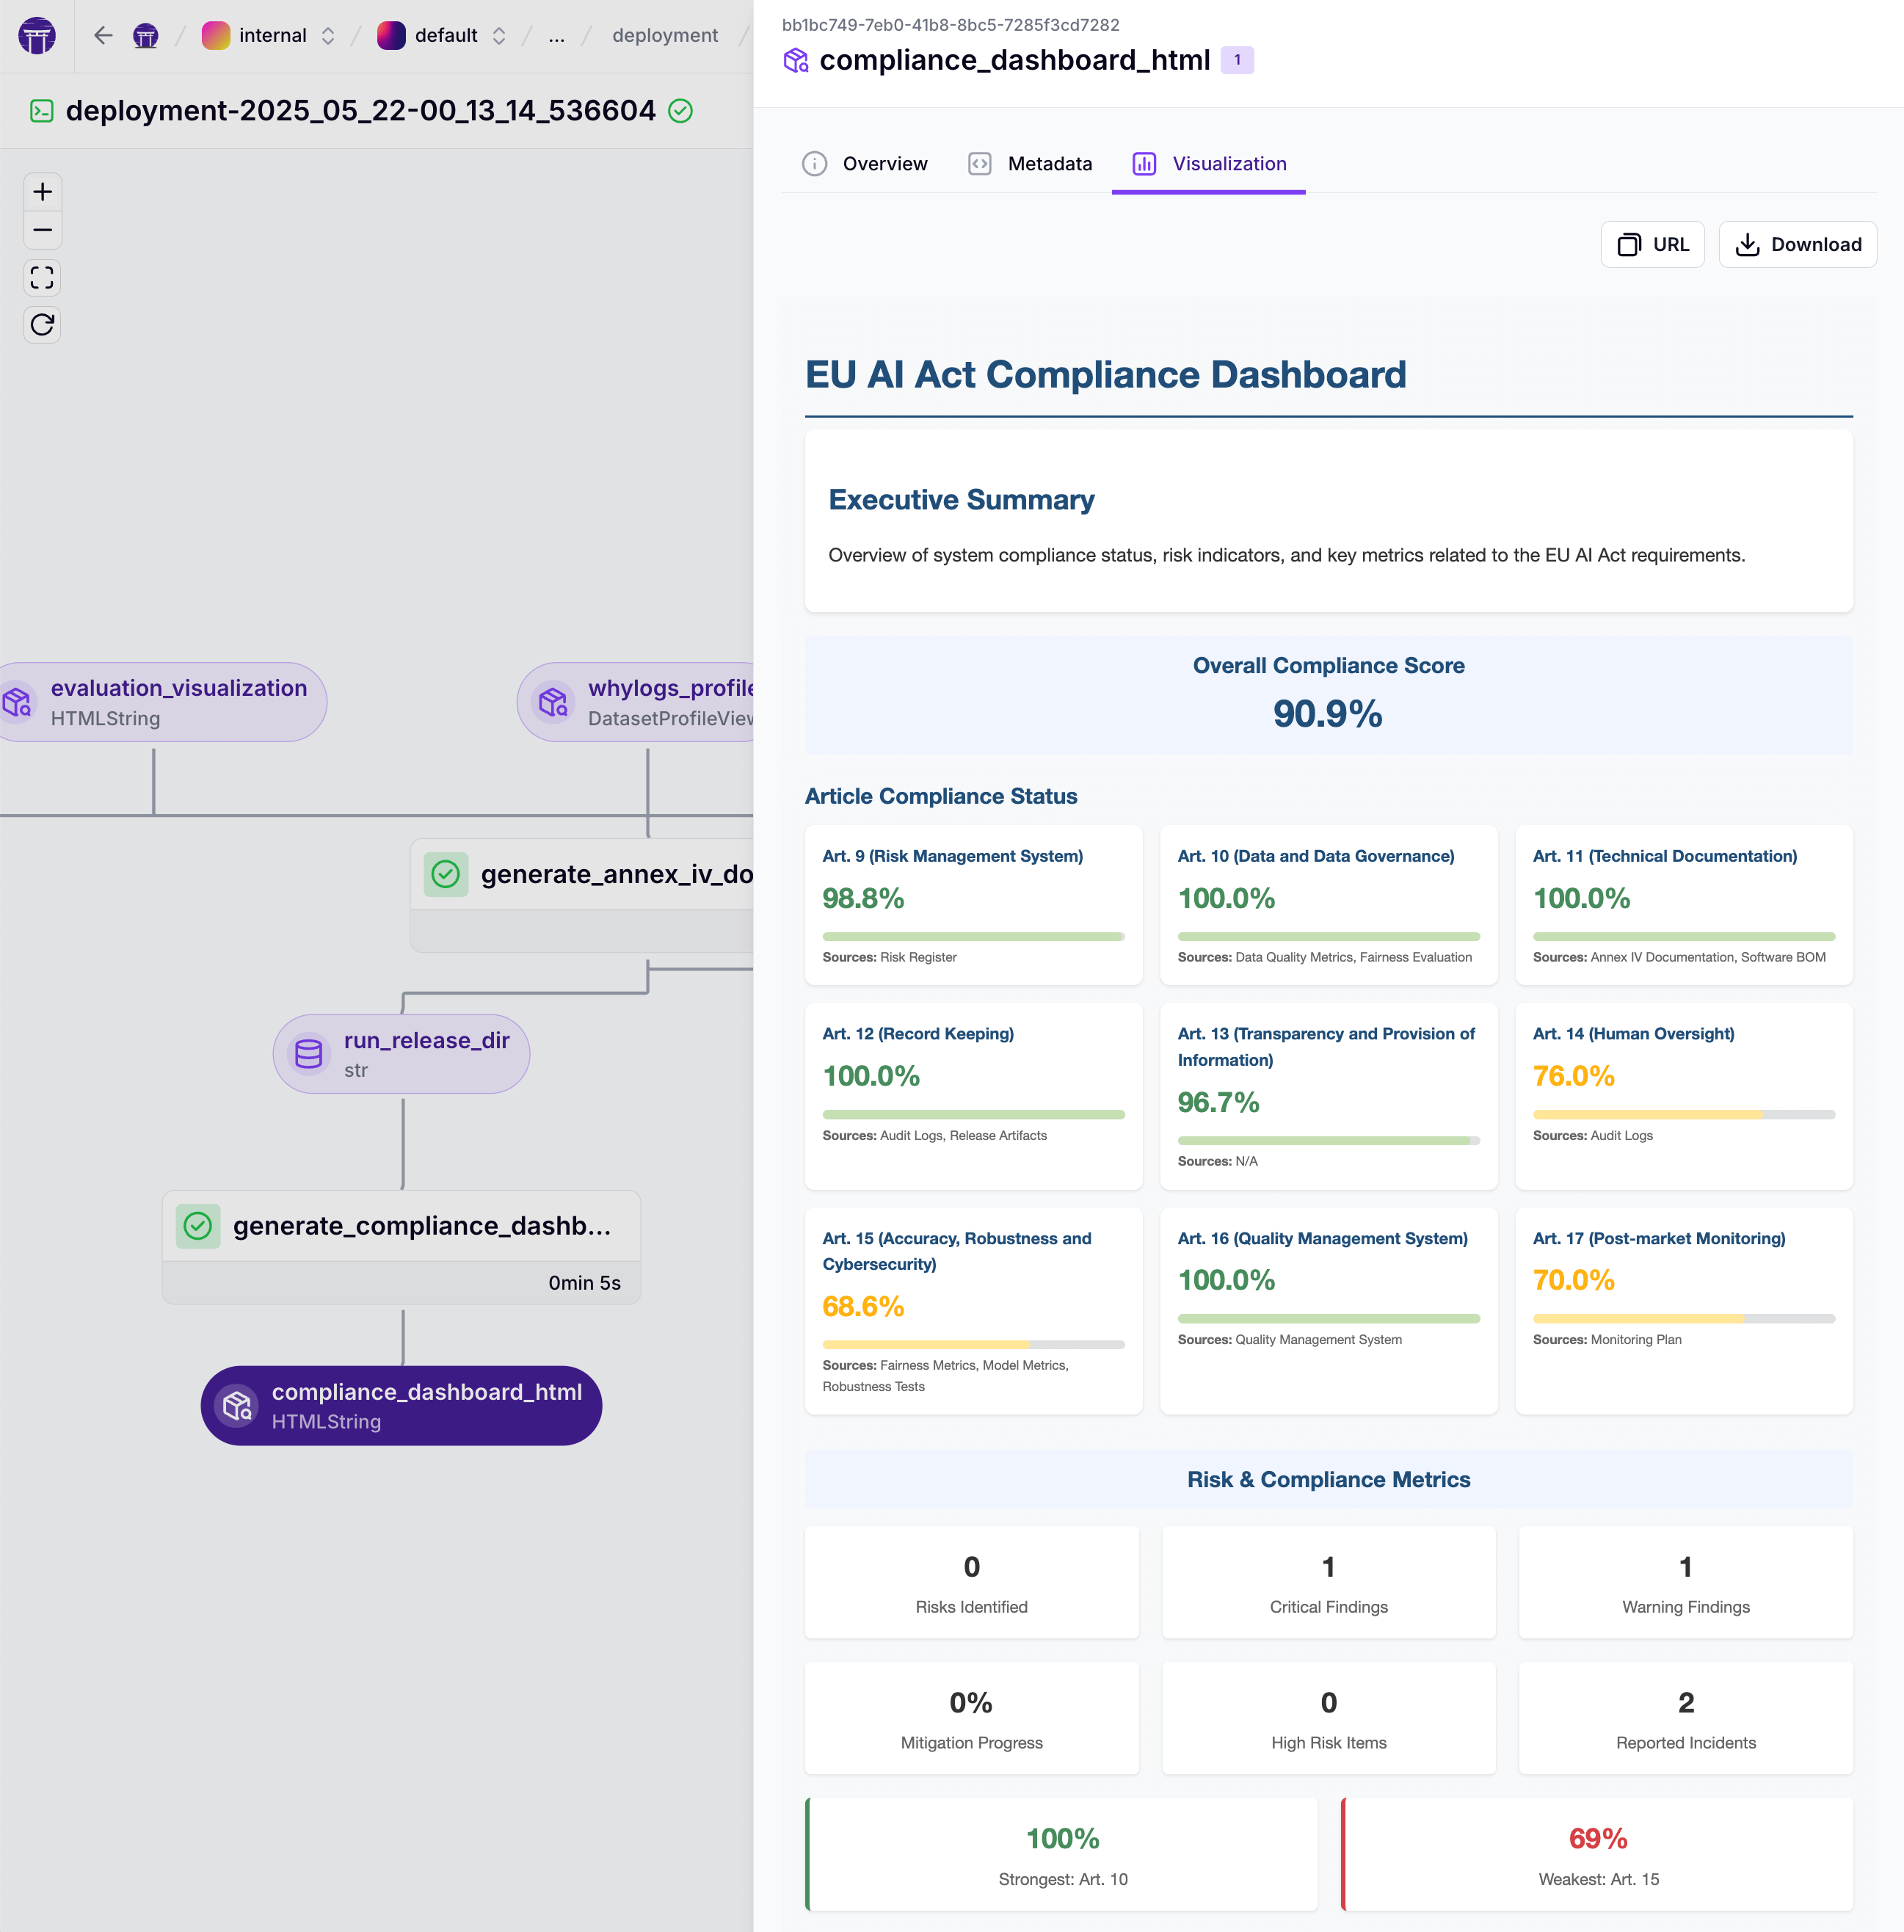 internal
default
...
deployment
deployment-2025_05_22-00_13_14_536604
evaluation_visualization
HTMLString
whylogs_profile
DatasetProfileView
generate_annex_iv_do
run_release_dir
str
generate_compliance_dashb...
0min 5s
compliance_dashboard_html
HTMLString
bb1bc749-7eb0-41b8-8bc5-7285f3cd7282
compliance_dashboard_html 1
Overview
Metadata
Visualization
URL
Download
EU AI Act Compliance Dashboard
Executive Summary
Overview of system compliance status, risk indicators, and key metrics related to the EU AI Act requirements.
Overall Compliance Score
90.9%
Article Compliance Status
Art. 9 (Risk Management System)
98.8%
Sources: Risk Register
Art. 10 (Data and Data Governance)
100.0%
Sources: Data Quality Metrics, Fairness Evaluation
Art. 11 (Technical Documentation)
100.0%
Sources: Annex IV Documentation, Software BOM
Art. 12 (Record Keeping)
100.0%
Sources: Audit Logs, Release Artifacts
Art. 13 (Transparency and Provision of
Information)
96.7%
Sources: N/A
Art. 14 (Human Oversight)
76.0%
Sources: Audit Logs
Art. 15 (Accuracy, Robustness and
Cybersecurity)
68.6%
Sources: Fairness Metrics, Model Metrics,
Robustness Tests
Art. 16 (Quality Management System)
100.0%
Sources: Quality Management System
Art. 17 (Post-market Monitoring)
70.0%
Sources: Monitoring Plan
Risk & Compliance Metrics
0
Risks Identified
1
Critical Findings
1
Warning Findings
0%
Mitigation Progress
0
High Risk Items
2
Reported Incidents
100%
Strongest: Art. 10
69%
Weakest: Art. 15